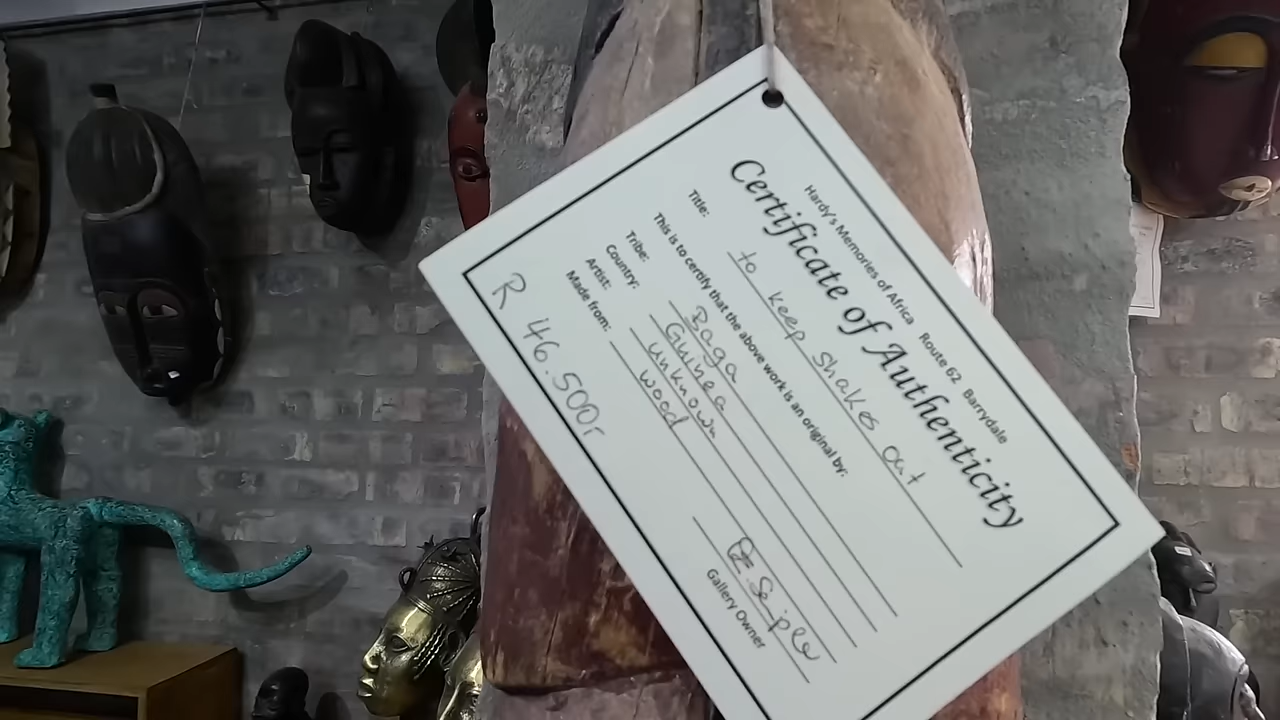 Hardy's Memories of Africa Route 62 Barrydale
Certificate of Authenticity
Title: to keep Shakes out
This is to certify that the above work is an original by:
Tribe: Baga
Country: Guinea
Artist: unknown
Made from: wood
R 46.500r
Gallery Owner